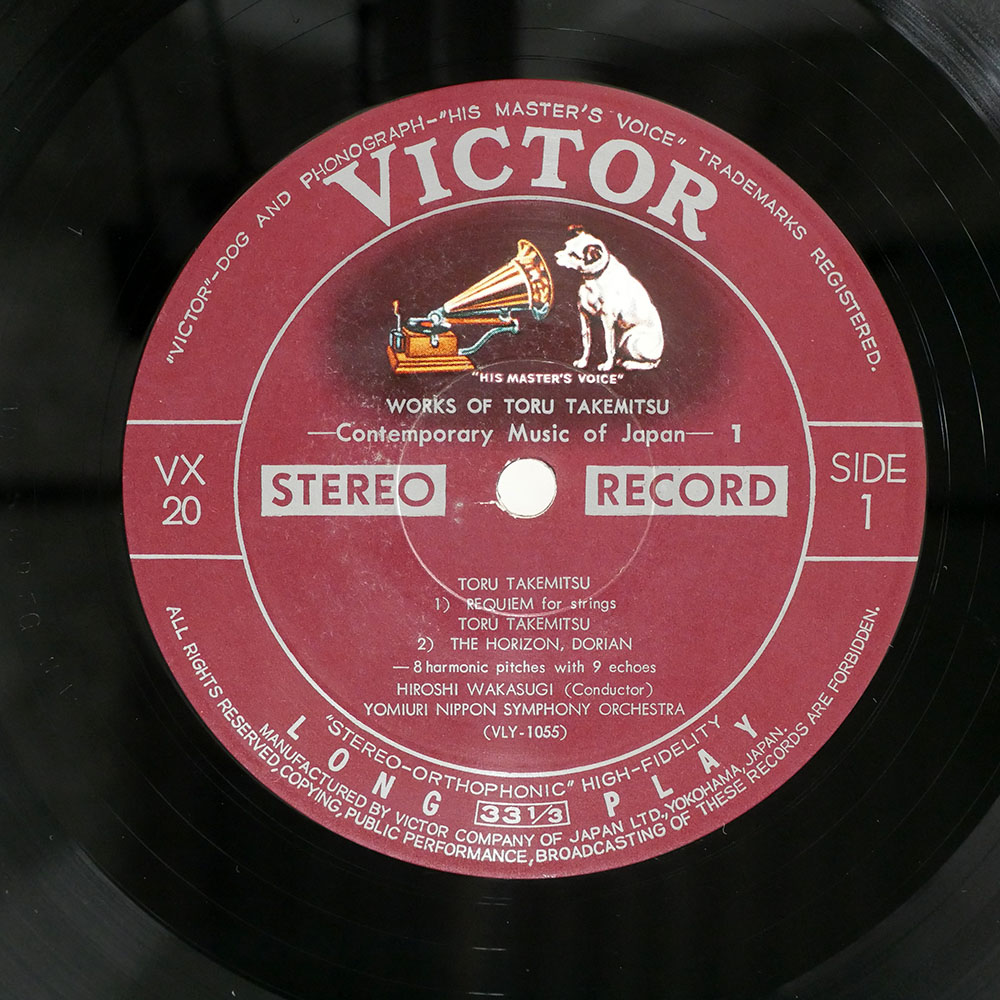 "VICTOR"-DOG AND PHONOGRAPH-"HIS MASTER'S VOICE" TRADEMARKS REGISTERED.
VICTOR
"HIS MASTER'S VOICE"
WORKS OF TORU TAKEMITSU
—Contemporary Music of Japan— 1
VX
20
STEREO
RECORD
SIDE
1
TORU TAKEMITSU
1) REQUIEM for strings
TORU TAKEMITSU
2) THE HORIZON, DORIAN
—8 harmonic pitches with 9 echoes
HIROSHI WAKASUGI (Conductor)
YOMIURI NIPPON SYMPHONY ORCHESTRA
(VLY-1055)
"STEREO-ORTHOPHONIC" HIGH-FIDELITY
LONG PLAY
33 1/3
MANUFACTURED BY VICTOR COMPANY OF JAPAN LTD., YOKOHAMA, JAPAN.
ALL RIGHTS RESERVED, COPYING, PUBLIC PERFORMANCE, BROADCASTING OF THESE RECORDS ARE FORBIDDEN.